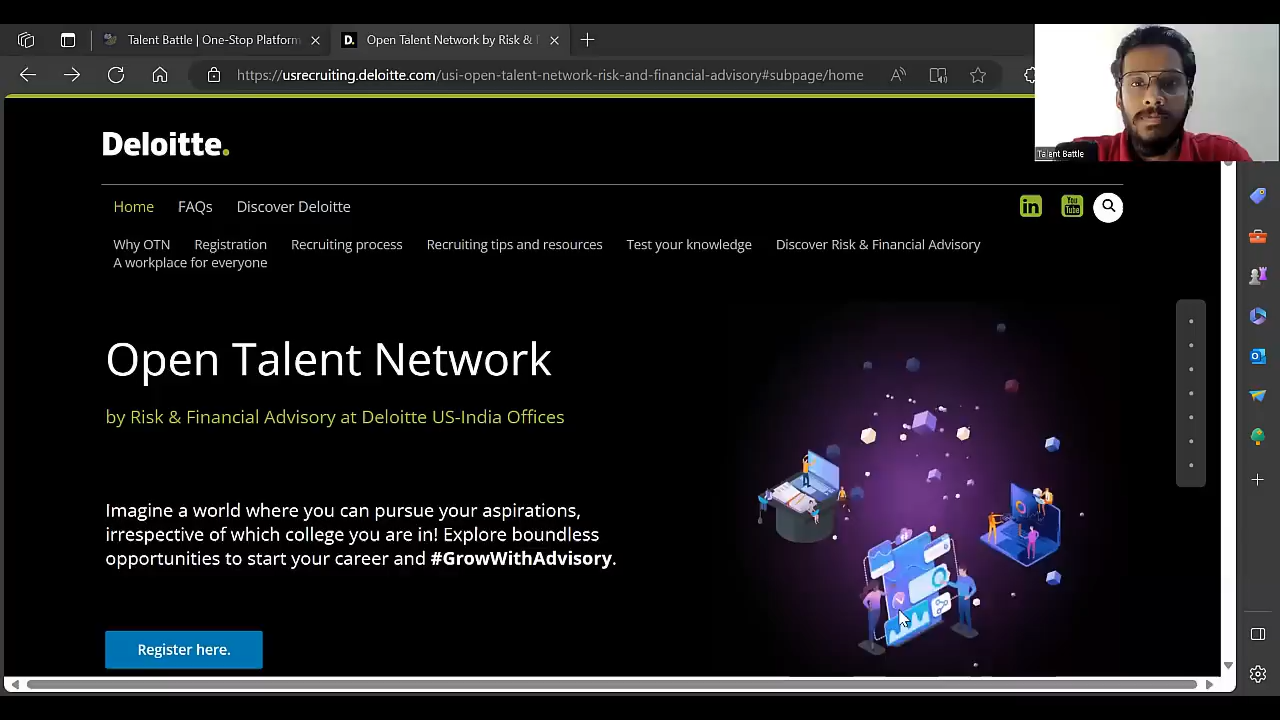 Talent Battle | One-Stop Platform
D.
Open Talent Network by Risk &
https://usrecruiting.deloitte.com/usi-open-talent-network-risk-and-financial-advisory#subpage/home
Talent Battle
Deloitte.
Home
FAQs
Discover Deloitte
in
You
Tube
Why OTN
Registration
Recruiting process
Recruiting tips and resources
Test your knowledge
Discover Risk & Financial Advisory
A workplace for everyone
Open Talent Network
by Risk & Financial Advisory at Deloitte US-India Offices
Imagine a world where you can pursue your aspirations,
irrespective of which college you are in! Explore boundless
opportunities to start your career and #GrowWithAdvisory.
Register here.